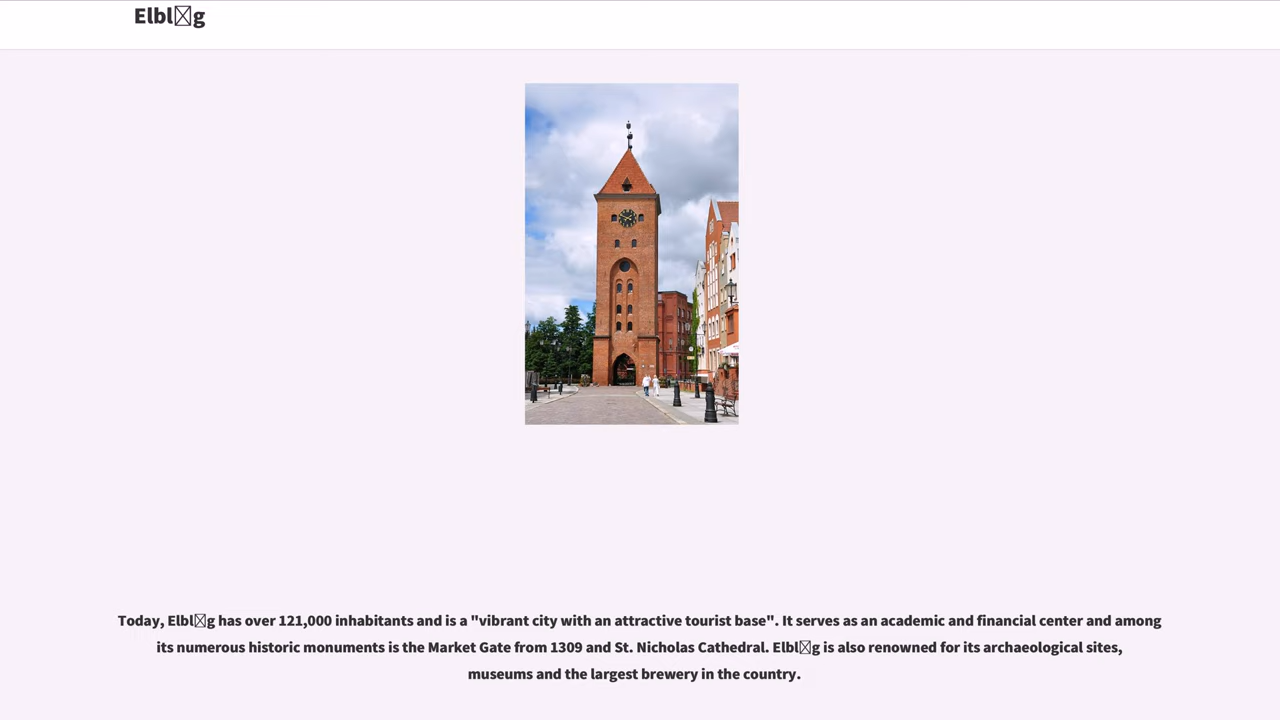 Elbl☒g
Today, Elbl☒g has over 121,000 inhabitants and is a "vibrant city with an attractive tourist base". It serves as an academic and financial center and among
its numerous historic monuments is the Market Gate from 1309 and St. Nicholas Cathedral. Elbl☒g is also renowned for its archaeological sites,
museums and the largest brewery in the country.